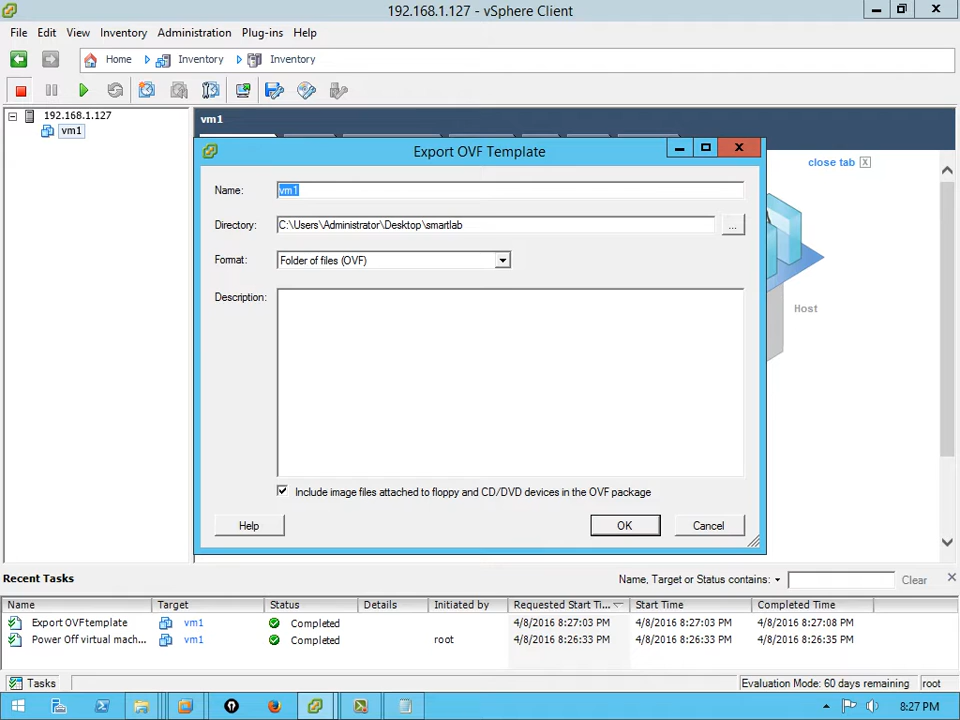 192.168.1.127 - vSphere Client
File Edit View Inventory Administration Plug-ins Help
Home Inventory Inventory
192.168.1.127
vm1
vm1
close tab X
Host
Export OVF Template
Name: vm1
Directory: C:\Users\Administrator\Desktop\smartlab ...
Format: Folder of files (OVF)
Description:
Include image files attached to floppy and CD/DVD devices in the OVF package
Help OK Cancel
Recent Tasks Name, Target or Status contains: Clear
Name Target Status Details Initiated by Requested Start Ti... Start Time Completed Time
Export OVF template vm1 Completed 4/8/2016 8:27:03 PM 4/8/2016 8:27:03 PM 4/8/2016 8:27:08 PM
Power Off virtual mach... vm1 Completed root 4/8/2016 8:26:33 PM 4/8/2016 8:26:33 PM 4/8/2016 8:26:35 PM
Tasks Evaluation Mode: 60 days remaining root
8:27 PM